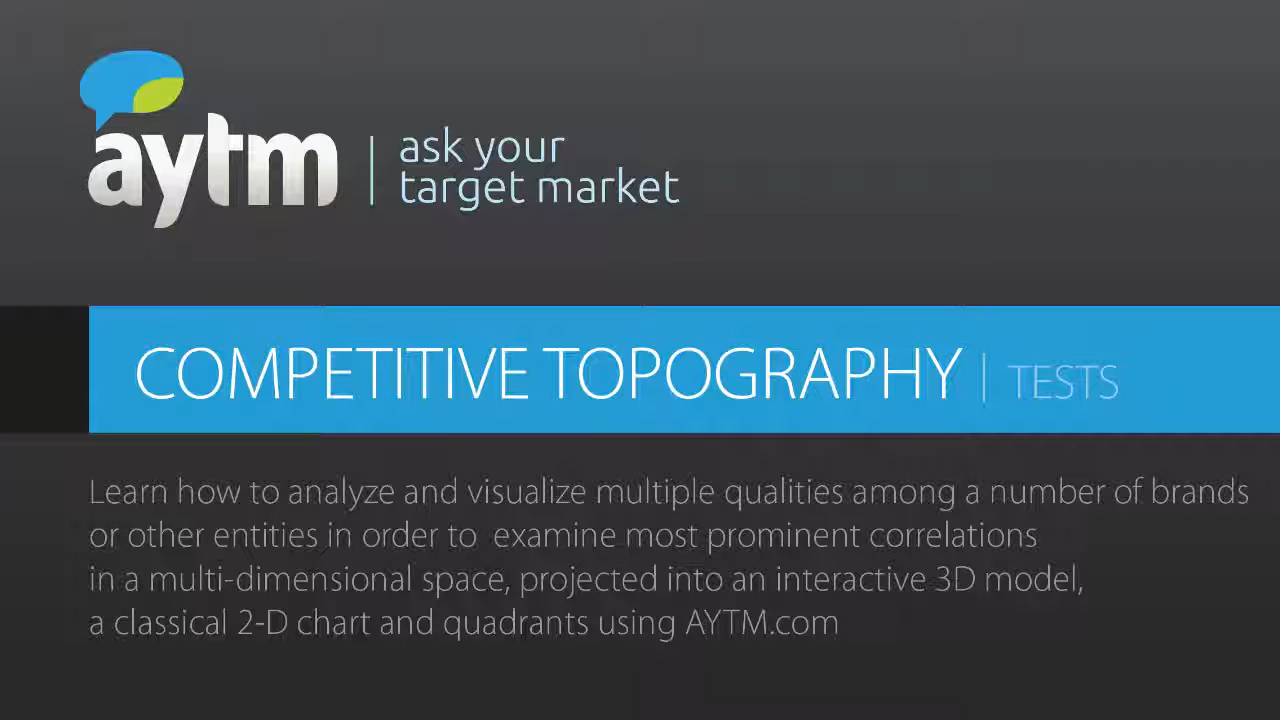 aytm | ask your
target market
COMPETITIVE TOPOGRAPHY | TESTS
Learn how to analyze and visualize multiple qualities among a number of brands
or other entities in order to examine most prominent correlations
in a multi-dimensional space, projected into an interactive 3D model,
a classical 2-D chart and quadrants using AYTM.com